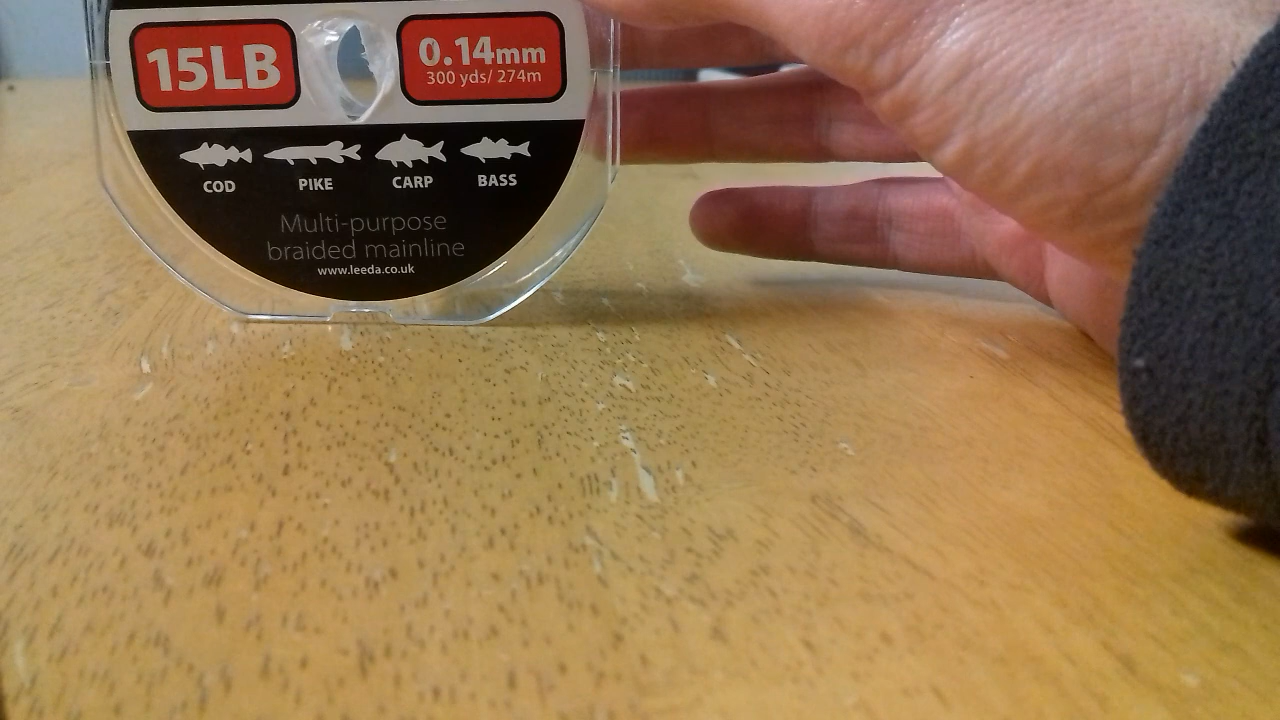 15LB
0.14mm
300 yds/ 274m
COD PIKE CARP BASS
Multi-purpose
braided mainline
www.leeda.co.uk